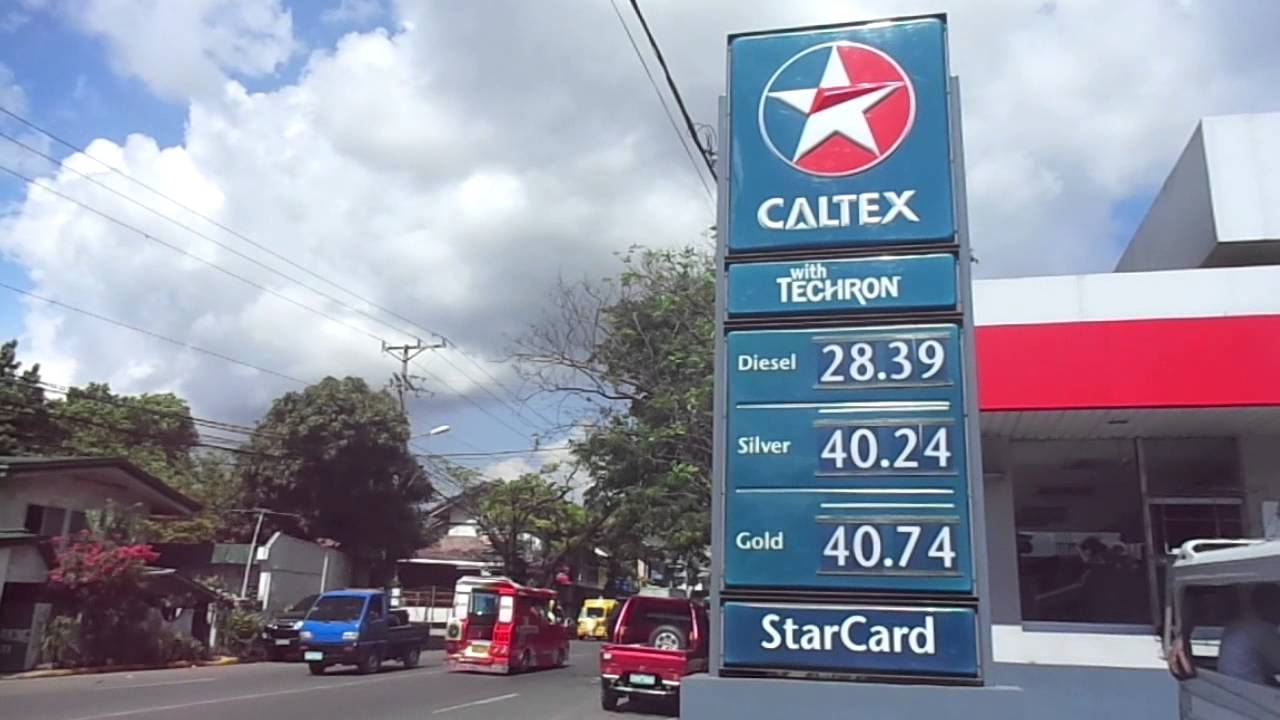 CALTEX
with
TECHRON
Diesel 28.39
Silver 40.24
Gold 40.74
StarCard